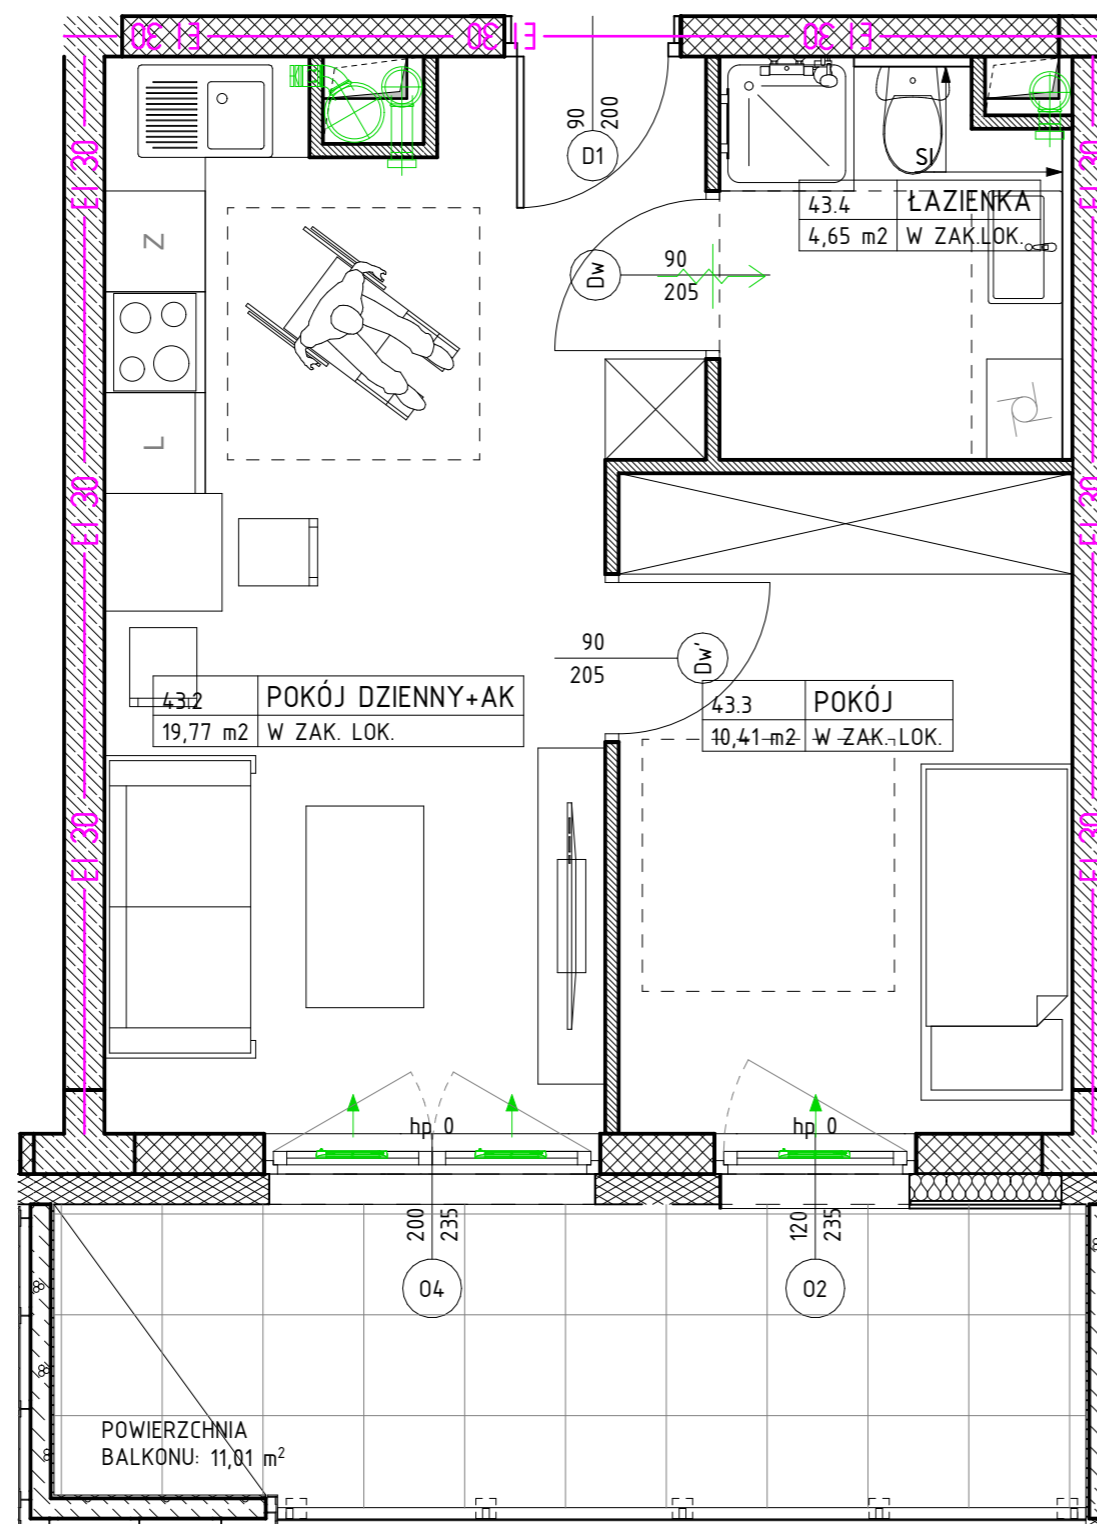 EI 30
EI 30
EI 30
90
200
D1
SL
43.4 ŁAZIENKA
4,65 m2 W ZAK.LOK.
EI 30
EI 30
Z
Dw
90
205
L
EI 30
EI 30
90
205
Dw'
43.2 POKÓJ DZIENNY+AK
19,77 m2 W ZAK. LOK.
43.3 POKÓJ
10,41 m2 W ZAK. LOK.
EI 30
EI 30
hp 0
hp 0
200
235
120
235
O4
O2
POWIERZCHNIA
BALKONU: 11,01 m²